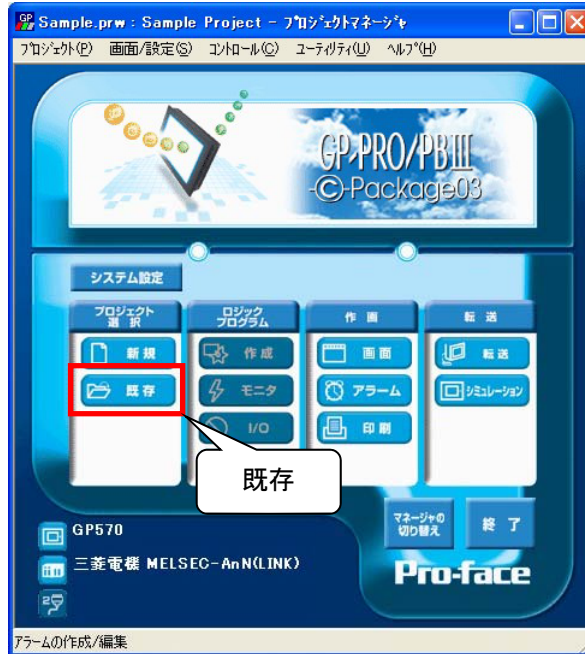 Sample.prw : Sample Project - ﾌﾟﾛｼﾞｪｸﾄﾏﾈｰｼﾞｬ
ﾌﾟﾛｼﾞｪｸﾄ(P) 画面/設定(S) ｺﾝﾄﾛｰﾙ(C) ﾕｰﾃｨﾘﾃｨ(U) ﾍﾙﾌﾟ(H)
GP-PRO/PBⅢ
-C-Package03
システム設定
プロジェクト
選 択
ロジック
プログラム
作 画
転 送
新 規
作 成
画 面
転 送
既 存
モニタ
アラーム
シミュレーション
I/O
印 刷
既存
マネージャの
切り替え
終 了
GP570
三菱電機 MELSEC-AnN(LINK)
Pro-face
2
ｱﾗｰﾑの作成/編集